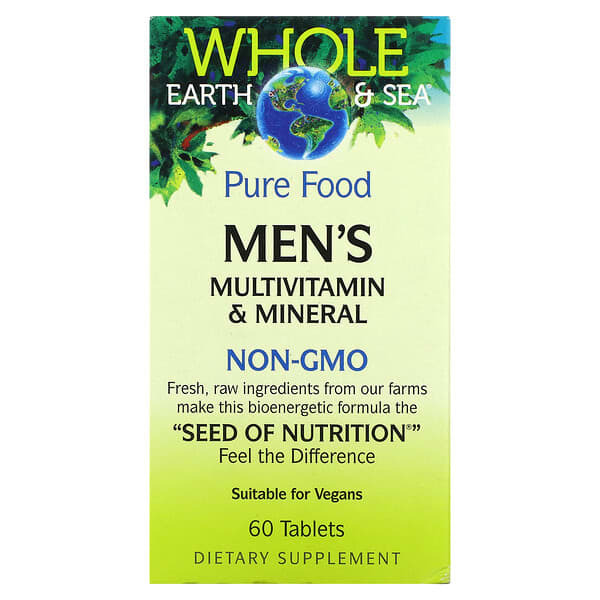 WHOLE
EARTH & SEA®
Pure Food
MEN'S
MULTIVITAMIN
& MINERAL
NON-GMO
Fresh, raw ingredients from our farms
make this bioenergetic formula the
“SEED OF NUTRITION®”
Feel the Difference
Suitable for Vegans
60 Tablets
DIETARY SUPPLEMENT